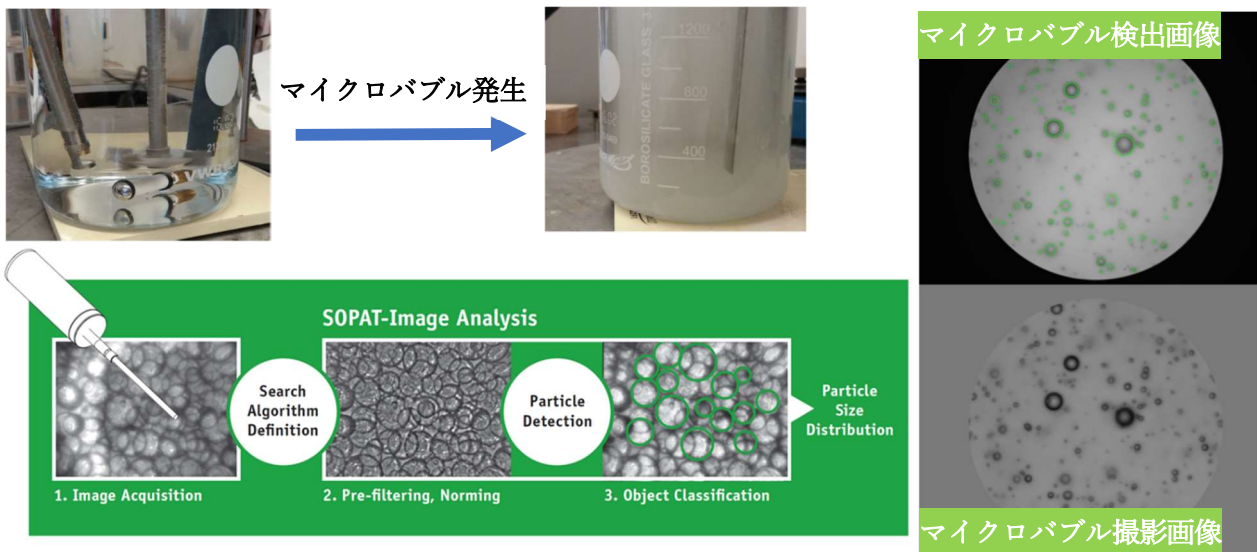 マイクロバブル発生
1200
800
400
BOROSILICATE GLASS 3.
VWR
マイクロバブル検出画像
SOPAT-Image Analysis
Search
Algorithm
Definition
Particle
Detection
Particle
Size
Distribution
1. Image Acquisition
2. Pre-filtering, Norming
3. Object Classification
マイクロバブル撮影画像